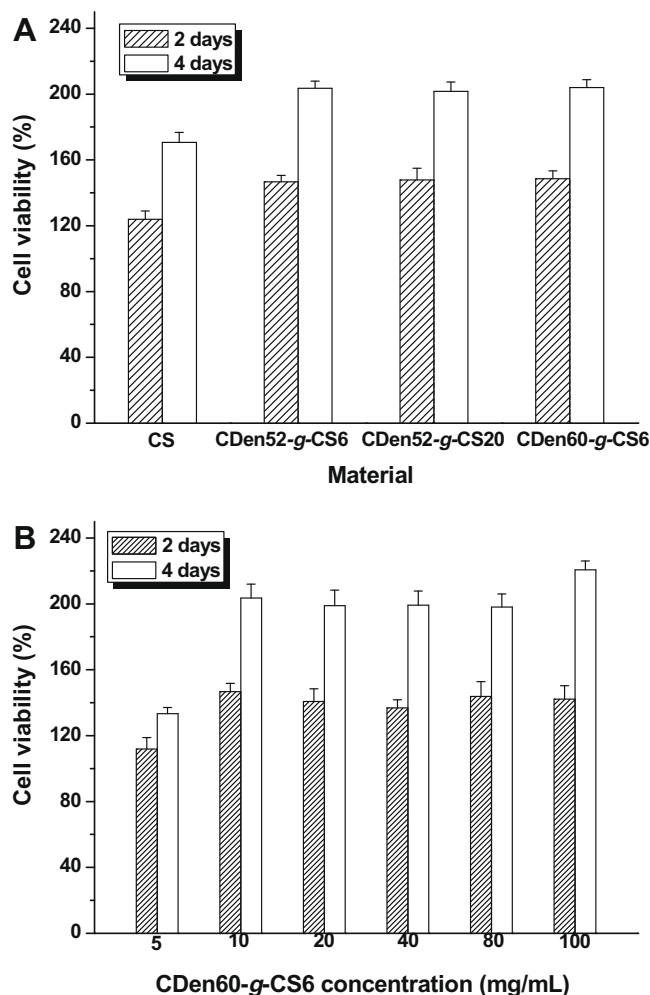 A
240
200
160
120
80
40
0
Cell viability (%)
2 days
4 days
CS
CDen52-g-CS6
CDen52-g-CS20
CDen60-g-CS6
Material
B
240
200
160
120
80
40
0
Cell viability (%)
2 days
4 days
5 10 20 40 80 100
CDen60-g-CS6 concentration (mg/mL)